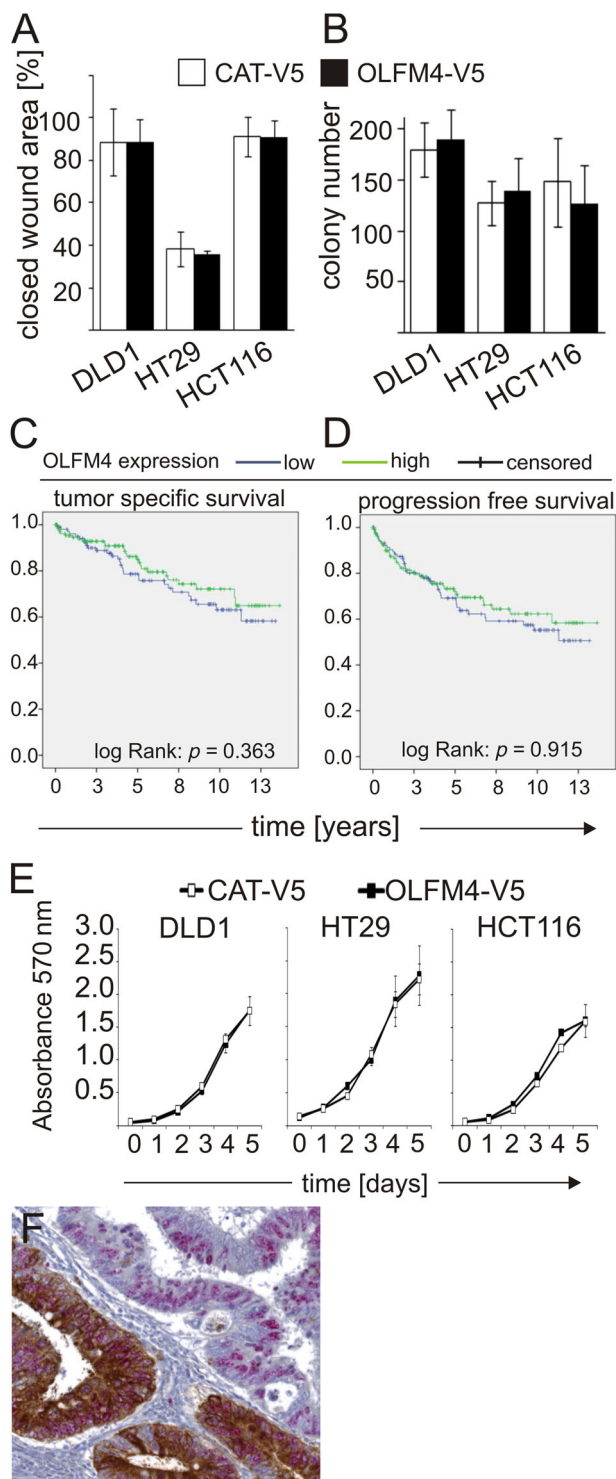 A
B
CAT-V5 OLFM4-V5
closed wound area [%]
100
80
60
40
20
DLD1
HT29
HCT116
colony number
200
150
100
50
DLD1
HT29
HCT116
C
D
OLFM4 expression low high censored
tumor specific survival
1.0
0.8
0.6
0.4
0.2
0.0
log Rank: p = 0.363
0 3 5 8 10 13
progression free survival
1.0
0.8
0.6
0.4
0.2
0.0
log Rank: p = 0.915
0 3 5 8 10 13
time [years]
E
CAT-V5 OLFM4-V5
Absorbance 570 nm
3.0
2.5
2.0
1.5
1.0
0.5
DLD1
HT29
HCT116
0 1 2 3 4 5
0 1 2 3 4 5
0 1 2 3 4 5
time [days]
F